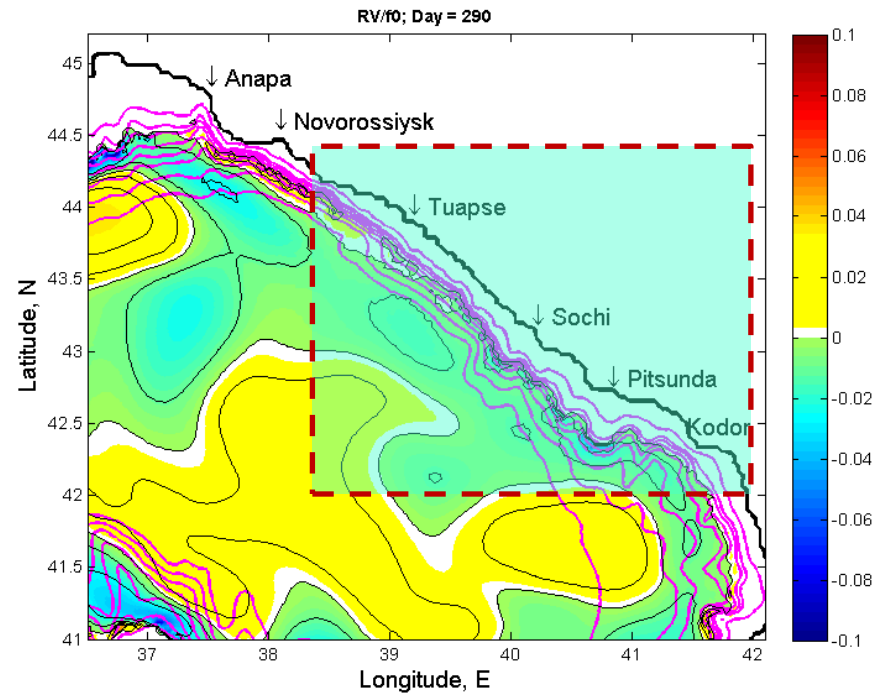 RV/f0; Day = 290
45
44.5
44
43.5
43
42.5
42
41.5
41
Latitude, N
Anapa
Novorossiysk
Tuapse
Sochi
Pitsunda
Kodor
37
38
39
40
41
42
Longitude, E
0.1
0.08
0.06
0.04
0.02
0
-0.02
-0.04
-0.06
-0.08
-0.1